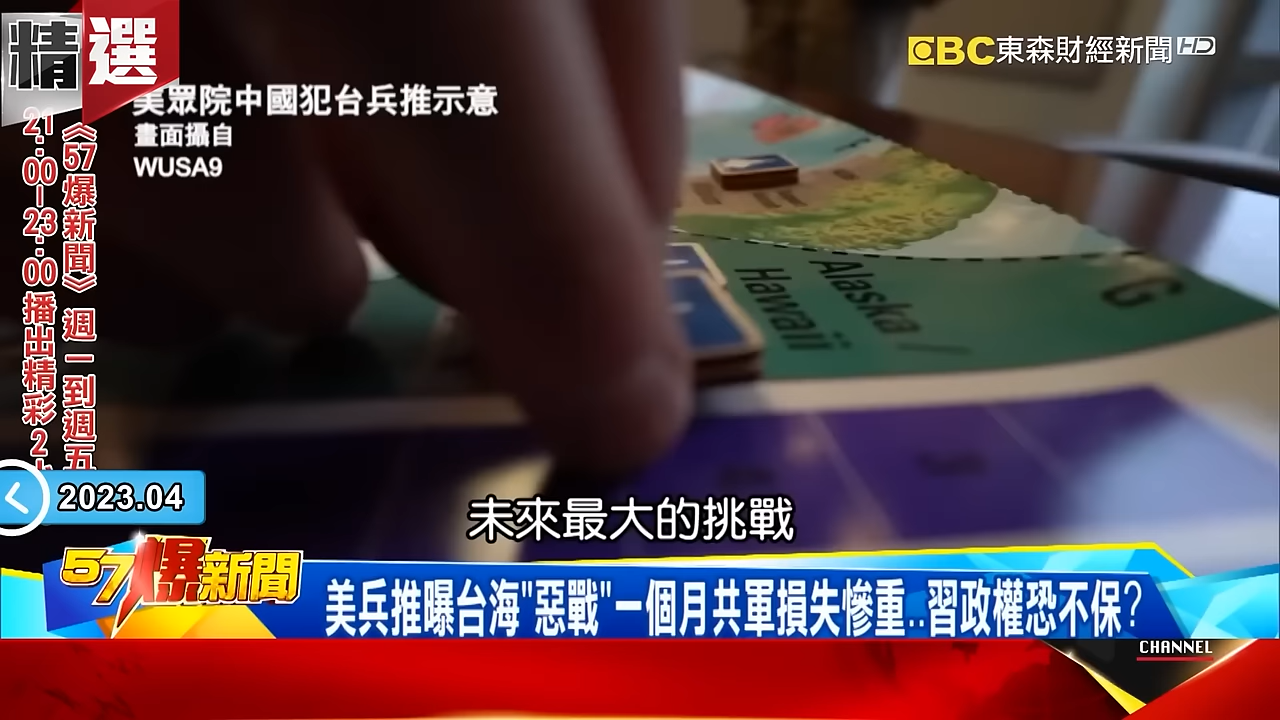 精選
EBC東森財經新聞HD
美眾院中國犯台兵推示意
畫面攝自
WUSA9
《57爆新聞》週一到週五
21:00-23:00播出精彩2
Alaska /
Hawaii
G
2023.04
未來最大的挑戰
57爆新聞
美兵推曝台海"惡戰"一個月共軍損失慘重..習政權恐不保?
CHANNEL